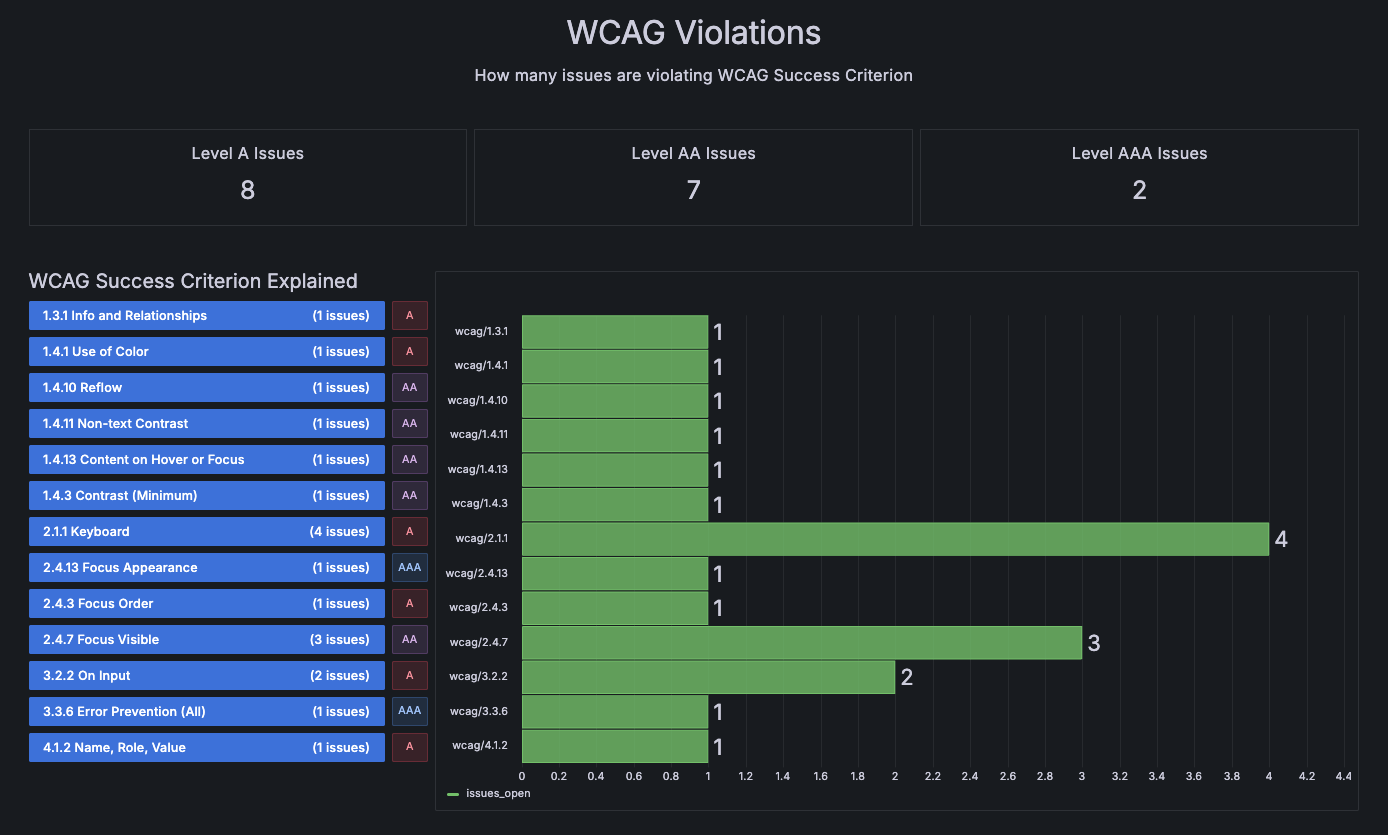 WCAG Violations
How many issues are violating WCAG Success Criterion
Level A Issues
8
Level AA Issues
7
Level AAA Issues
2
WCAG Success Criterion Explained
1.3.1 Info and Relationships (1 issues) A
1.4.1 Use of Color (1 issues) A
1.4.10 Reflow (1 issues) AA
1.4.11 Non-text Contrast (1 issues) AA
1.4.13 Content on Hover or Focus (1 issues) AA
1.4.3 Contrast (Minimum) (1 issues) AA
2.1.1 Keyboard (4 issues) A
2.4.13 Focus Appearance (1 issues) AAA
2.4.3 Focus Order (1 issues) A
2.4.7 Focus Visible (3 issues) AA
3.2.2 On Input (2 issues) A
3.3.6 Error Prevention (All) (1 issues) AAA
4.1.2 Name, Role, Value (1 issues) A
wcag/1.3.1 1
wcag/1.4.1 1
wcag/1.4.10 1
wcag/1.4.11 1
wcag/1.4.13 1
wcag/1.4.3 1
wcag/2.1.1 4
wcag/2.4.13 1
wcag/2.4.3 1
wcag/2.4.7 3
wcag/3.2.2 2
wcag/3.3.6 1
wcag/4.1.2 1
0 0.2 0.4 0.6 0.8 1 1.2 1.4 1.6 1.8 2 2.2 2.4 2.6 2.8 3 3.2 3.4 3.6 3.8 4 4.2 4.4
issues_open